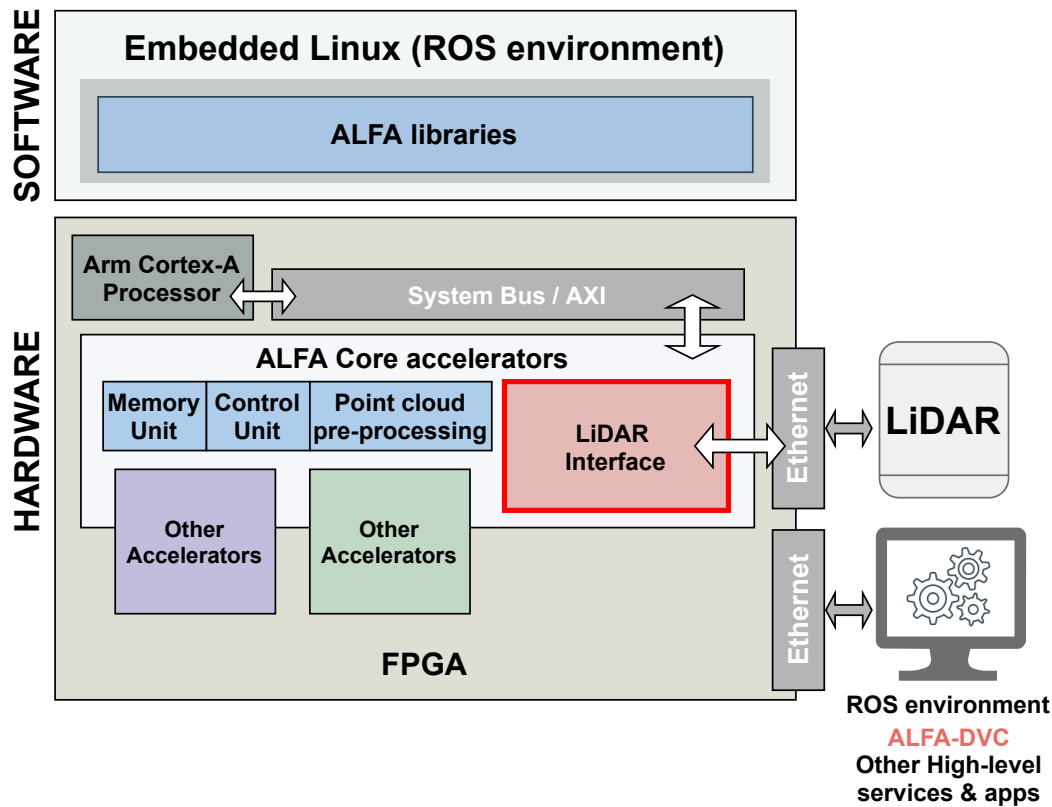 SOFTWARE
Embedded Linux (ROS environment)
ALFA libraries
HARDWARE
Arm Cortex-A
Processor
System Bus / AXI
ALFA Core accelerators
Memory
Unit
Control
Unit
Point cloud
pre-processing
LiDAR
Interface
Ethernet
LiDAR
Other
Accelerators
Other
Accelerators
Ethernet
FPGA
ROS environment
ALFA-DVC
Other High-level
services & apps